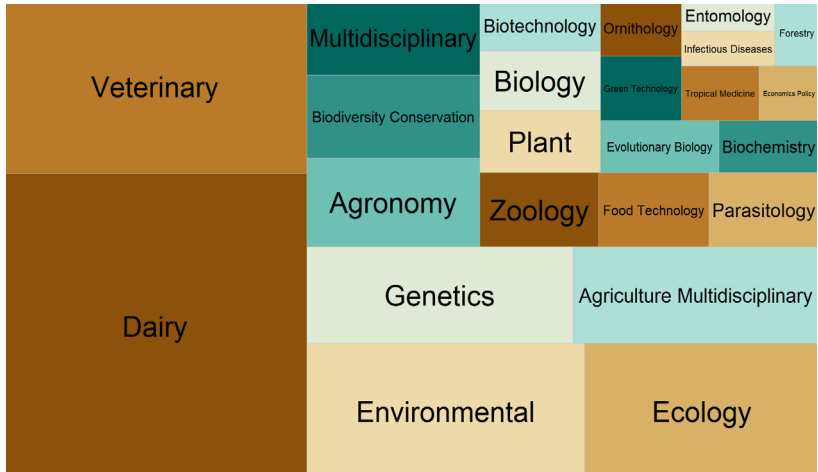 Veterinary
Dairy
Multidisciplinary
Biodiversity Conservation
Agronomy
Biotechnology
Biology
Plant
Zoology
Ornithology
Entomology
Infectious Diseases
Forestry
Green Technology
Tropical Medicine
Economics Policy
Evolutionary Biology
Biochemistry
Food Technology
Parasitology
Genetics
Agriculture Multidisciplinary
Environmental
Ecology